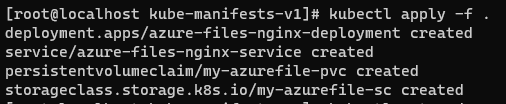 [root@localhost kube-manifests-v1]# kubectl apply -f .
deployment.apps/azure-files-nginx-deployment created
service/azure-files-nginx-service created
persistentvolumeclaim/my-azurefile-pvc created
storageclass.storage.k8s.io/my-azurefile-sc created